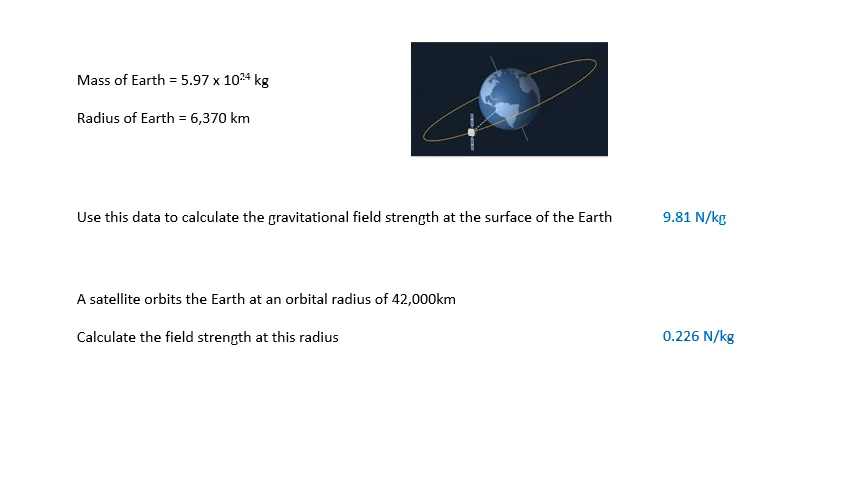 Mass of Earth = 5.97 x 10²⁴ kg
Radius of Earth = 6,370 km
Use this data to calculate the gravitational field strength at the surface of the Earth 9.81 N/kg
A satellite orbits the Earth at an orbital radius of 42,000km
Calculate the field strength at this radius 0.226 N/kg